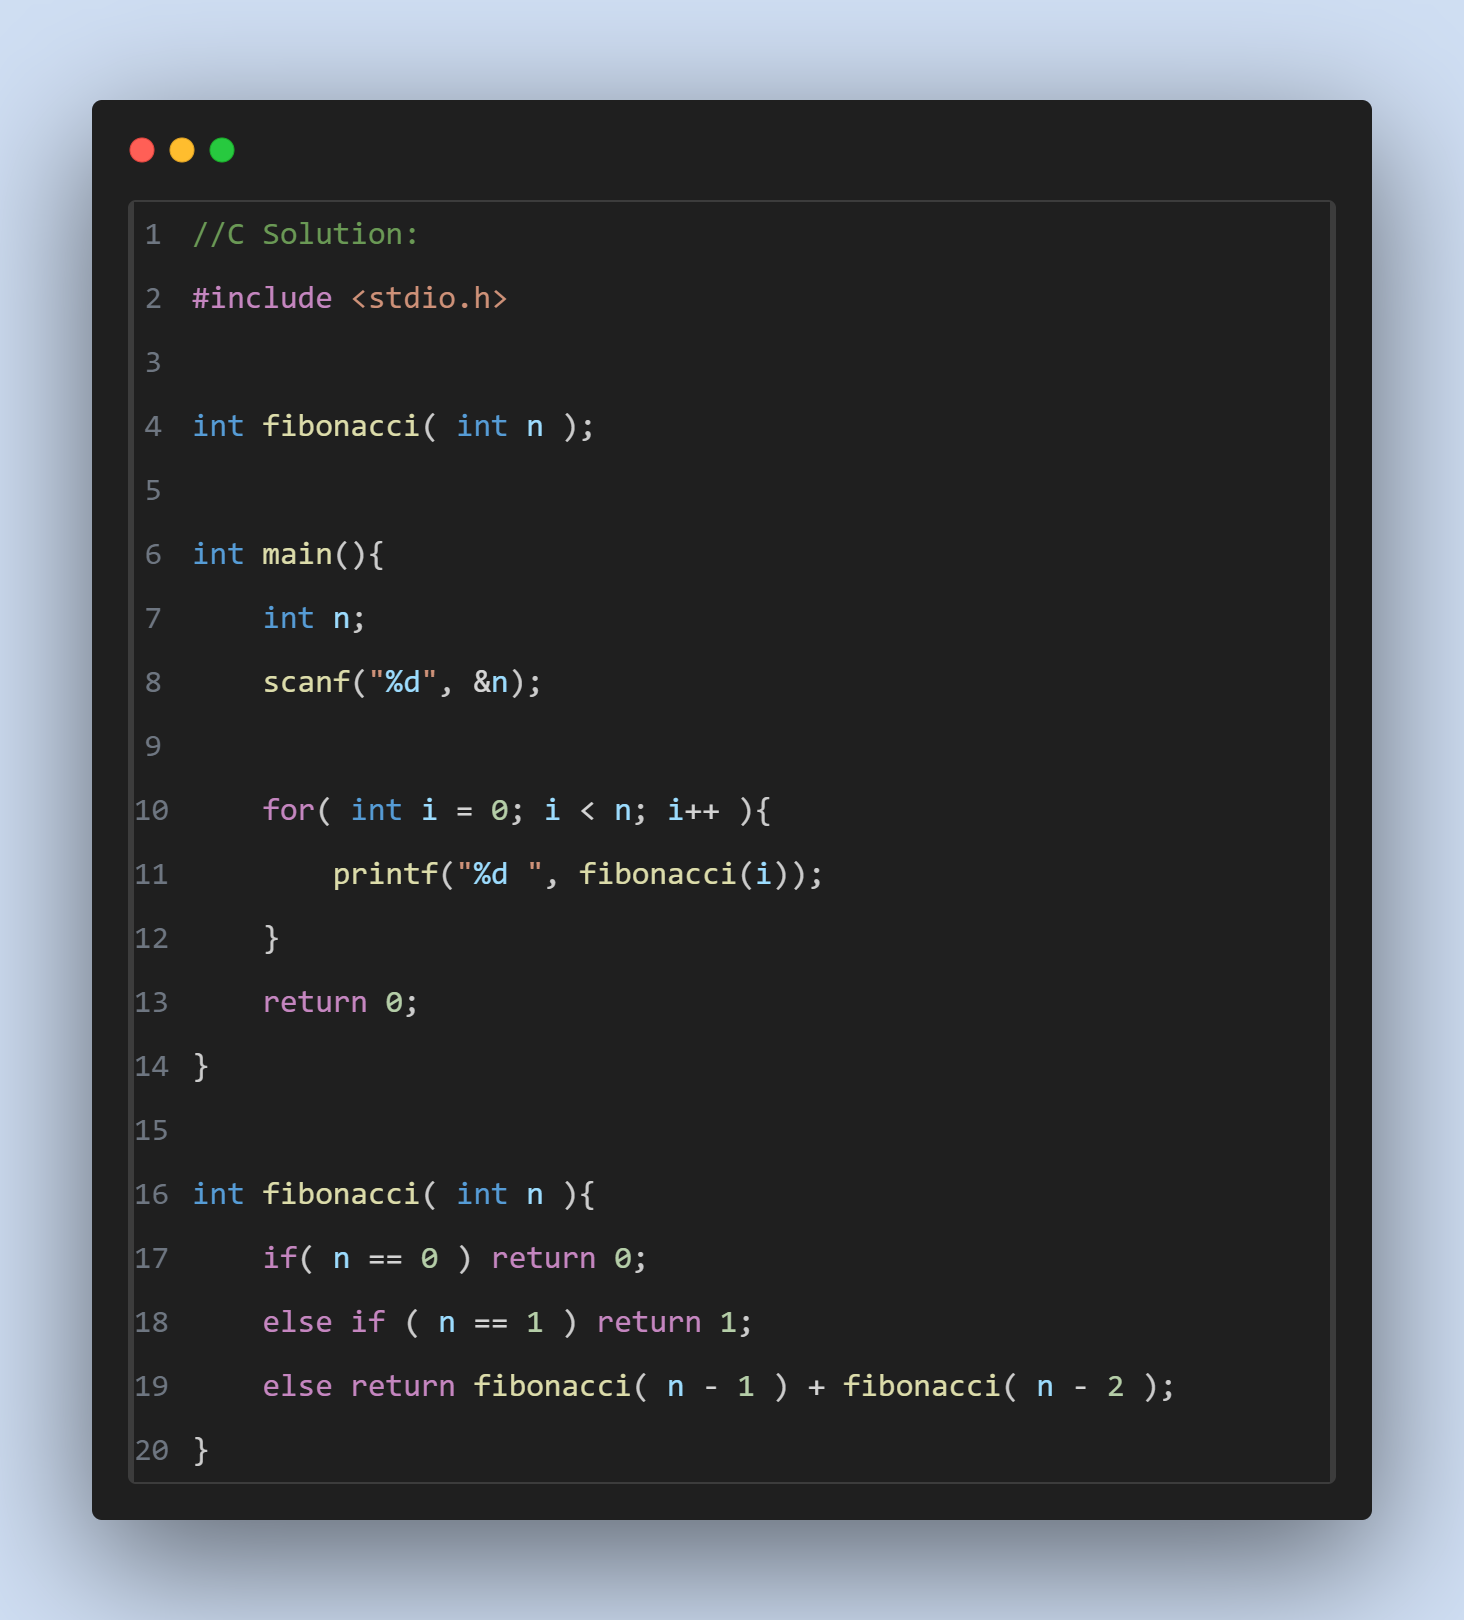 1 //C Solution:
2 #include <stdio.h>
3
4 int fibonacci( int n );
5
6 int main(){
7     int n;
8     scanf("%d", &n);
9
10     for( int i = 0; i < n; i++ ){
11         printf("%d ", fibonacci(i));
12     }
13     return 0;
14 }
15
16 int fibonacci( int n ){
17     if( n == 0 ) return 0;
18     else if ( n == 1 ) return 1;
19     else return fibonacci( n - 1 ) + fibonacci( n - 2 );
20 }